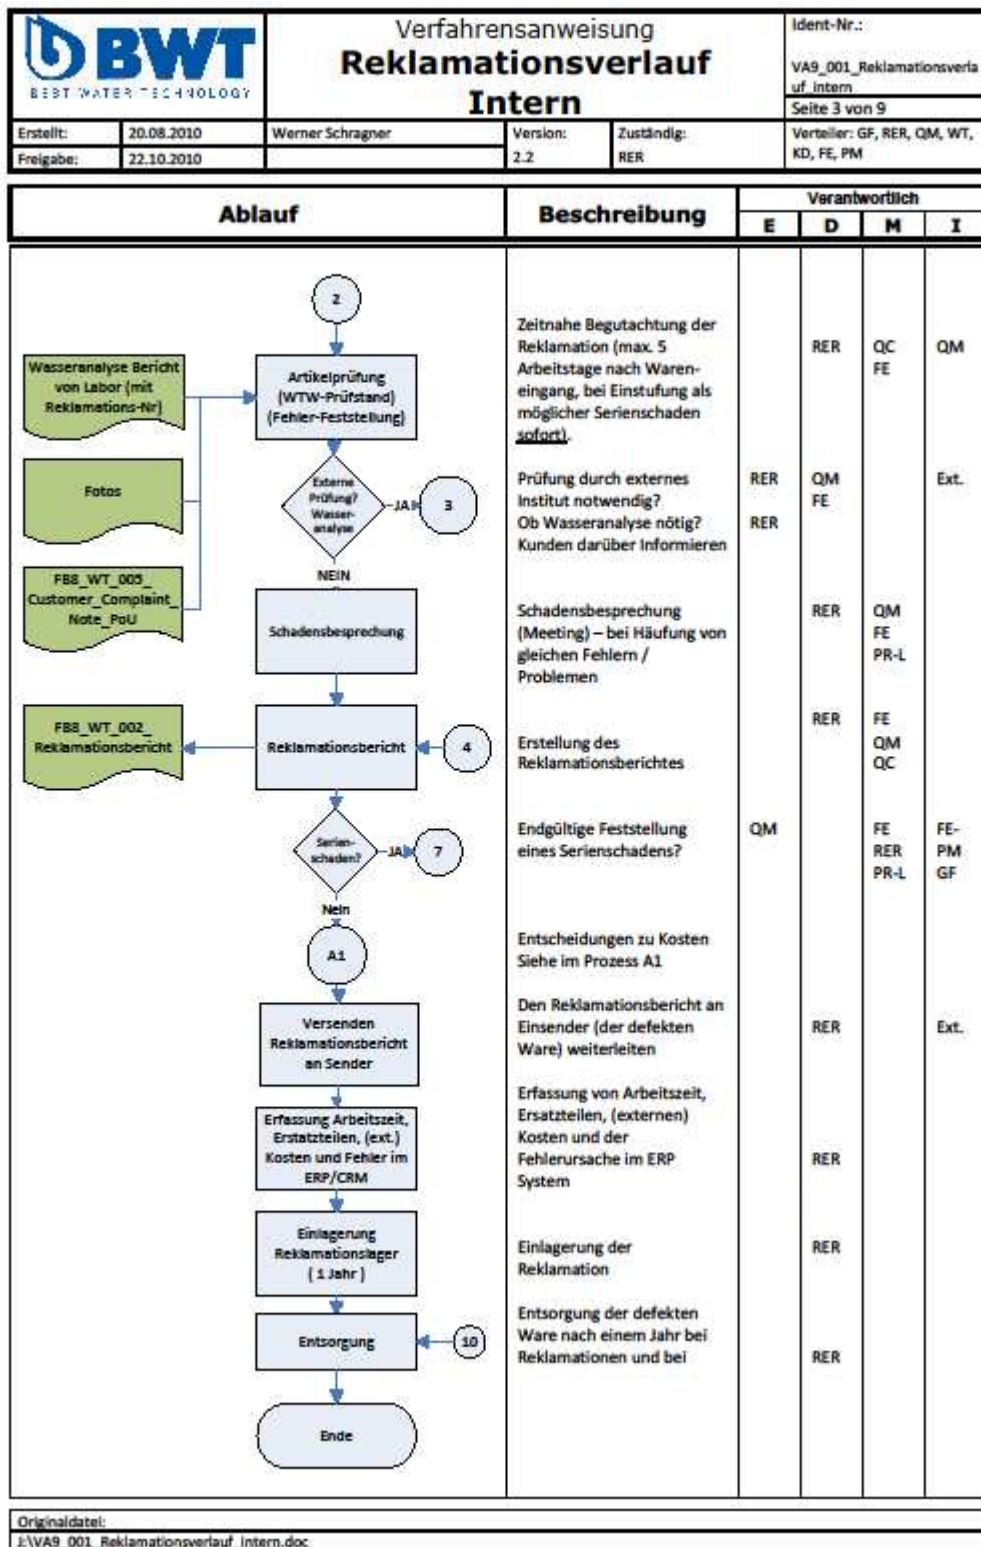 BWT
BEST WATER TECHNOLOGY
Verfahrensanweisung
Reklamationsverlauf
Intern
Ident-Nr.:
VA9_001_Reklamationsverla
uf_intern
Seite 3 von 9
Erstellt: 20.08.2010 Werner Schragner Version: Zuständig: Verteiler: GF, RER, QM, WT,
Freigabe: 22.10.2010 2.2 RER KD, FE, PM
Ablauf Beschreibung Verantwortlich
E D M I
2
Wasseranalyse Bericht
von Labor (mit
Reklamations-Nr)
Artikelprüfung
(WTW-Prüfstand)
(Fehler-Feststellung)
Zeitnahe Begutachtung der
Reklamation (max. 5 RER QC QM
Arbeitstage nach Waren- FE
eingang, bei Einstufung als
möglicher Serienschaden
sofort).
Fotos
Externe
Prüfung?
Wasser-
analyse
JA
3
NEIN
Prüfung durch externes RER QM Ext.
Institut notwendig? FE
Ob Wasseranalyse nötig? RER
Kunden darüber Informieren
FB8_WT_005_
Customer_Complaint_
Note_PoU
Schadensbesprechung
Schadensbesprechung RER QM
(Meeting) – bei Häufung von FE
gleichen Fehlern / PR-L
Problemen
FB8_WT_002_
Reklamationsbericht
Reklamationsbericht
4
RER FE
Erstellung des QM
Reklamationsberichtes QC
Serien-
schaden?
JA
7
Nein
Endgültige Feststellung QM FE FE-
eines Serienschadens? RER PM
PR-L GF
A1
Entscheidungen zu Kosten
Siehe im Prozess A1
Versenden
Reklamationsbericht
an Sender
Den Reklamationsbericht an
Einsender (der defekten RER Ext.
Ware) weiterleiten
Erfassung Arbeitszeit,
Erstatzteilen, (ext.)
Kosten und Fehler im
ERP/CRM
Erfassung von Arbeitszeit,
Ersatzteilen, (externen)
Kosten und der
Fehlerursache im ERP RER
System
Einlagerung
Reklamationslager
( 1 Jahr )
Einlagerung der RER
Reklamation
Entsorgung
10
Entsorgung der defekten
Ware nach einem Jahr bei
Reklamationen und bei RER
Ende
Originaldatei:
J:\VA9_001_Reklamationsverlauf_intern.doc